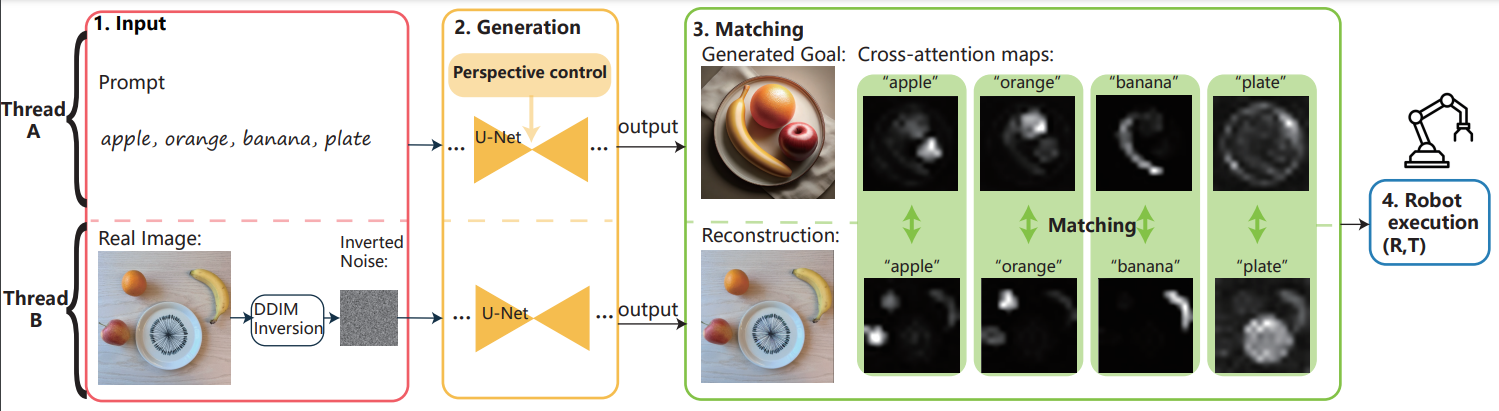 1. Input
Thread
A
Prompt
apple, orange, banana, plate
Thread
B
Real Image:
DDIM
Inversion
Inverted
Noise:
2. Generation
Perspective control
...
U-Net
...
output
...
U-Net
...
output
3. Matching
Generated Goal:
Cross-attention maps:
“apple”
“orange”
“banana”
“plate”
Matching
Reconstruction:
“apple”
“orange”
“banana”
“plate”
4. Robot
execution
(R,T)